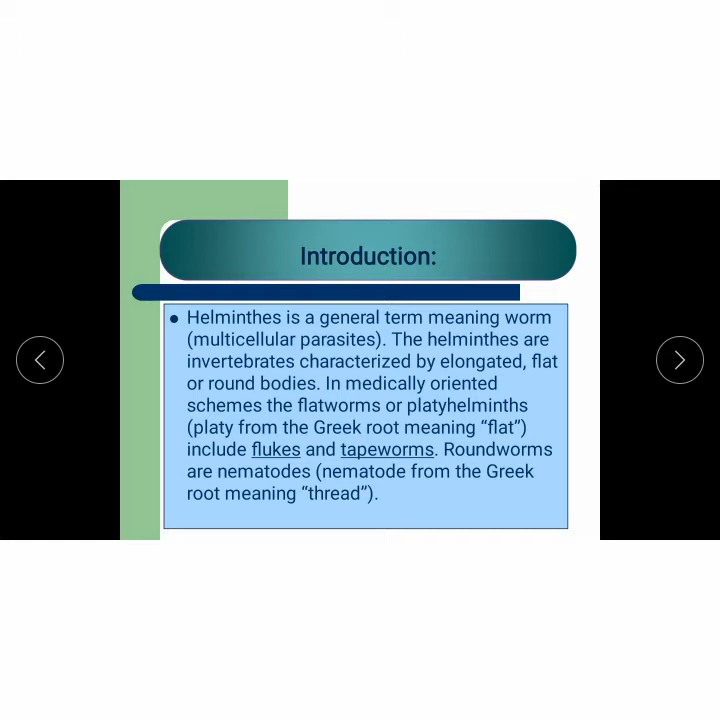 Introduction:
● Helminthes is a general term meaning worm
(multicellular parasites). The helminthes are
invertebrates characterized by elongated, flat
or round bodies. In medically oriented
schemes the flatworms or platyhelminths
(platy from the Greek root meaning “flat”)
include flukes and tapeworms. Roundworms
are nematodes (nematode from the Greek
root meaning “thread”).